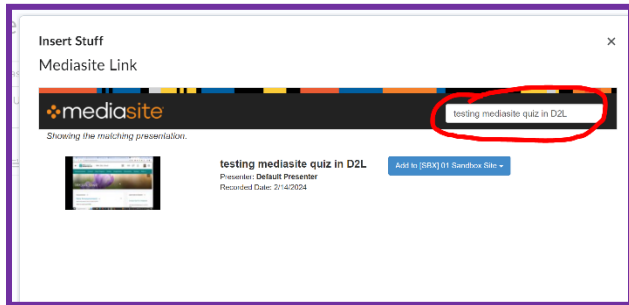 Insert Stuff
Mediasite Link
mediasite
testing mediasite quiz in D2L
Showing the matching presentation.
testing mediasite quiz in D2L
Add to [SBX] 01 Sandbox Site
Presenter: Default Presenter
Recorded Date: 2/14/2024